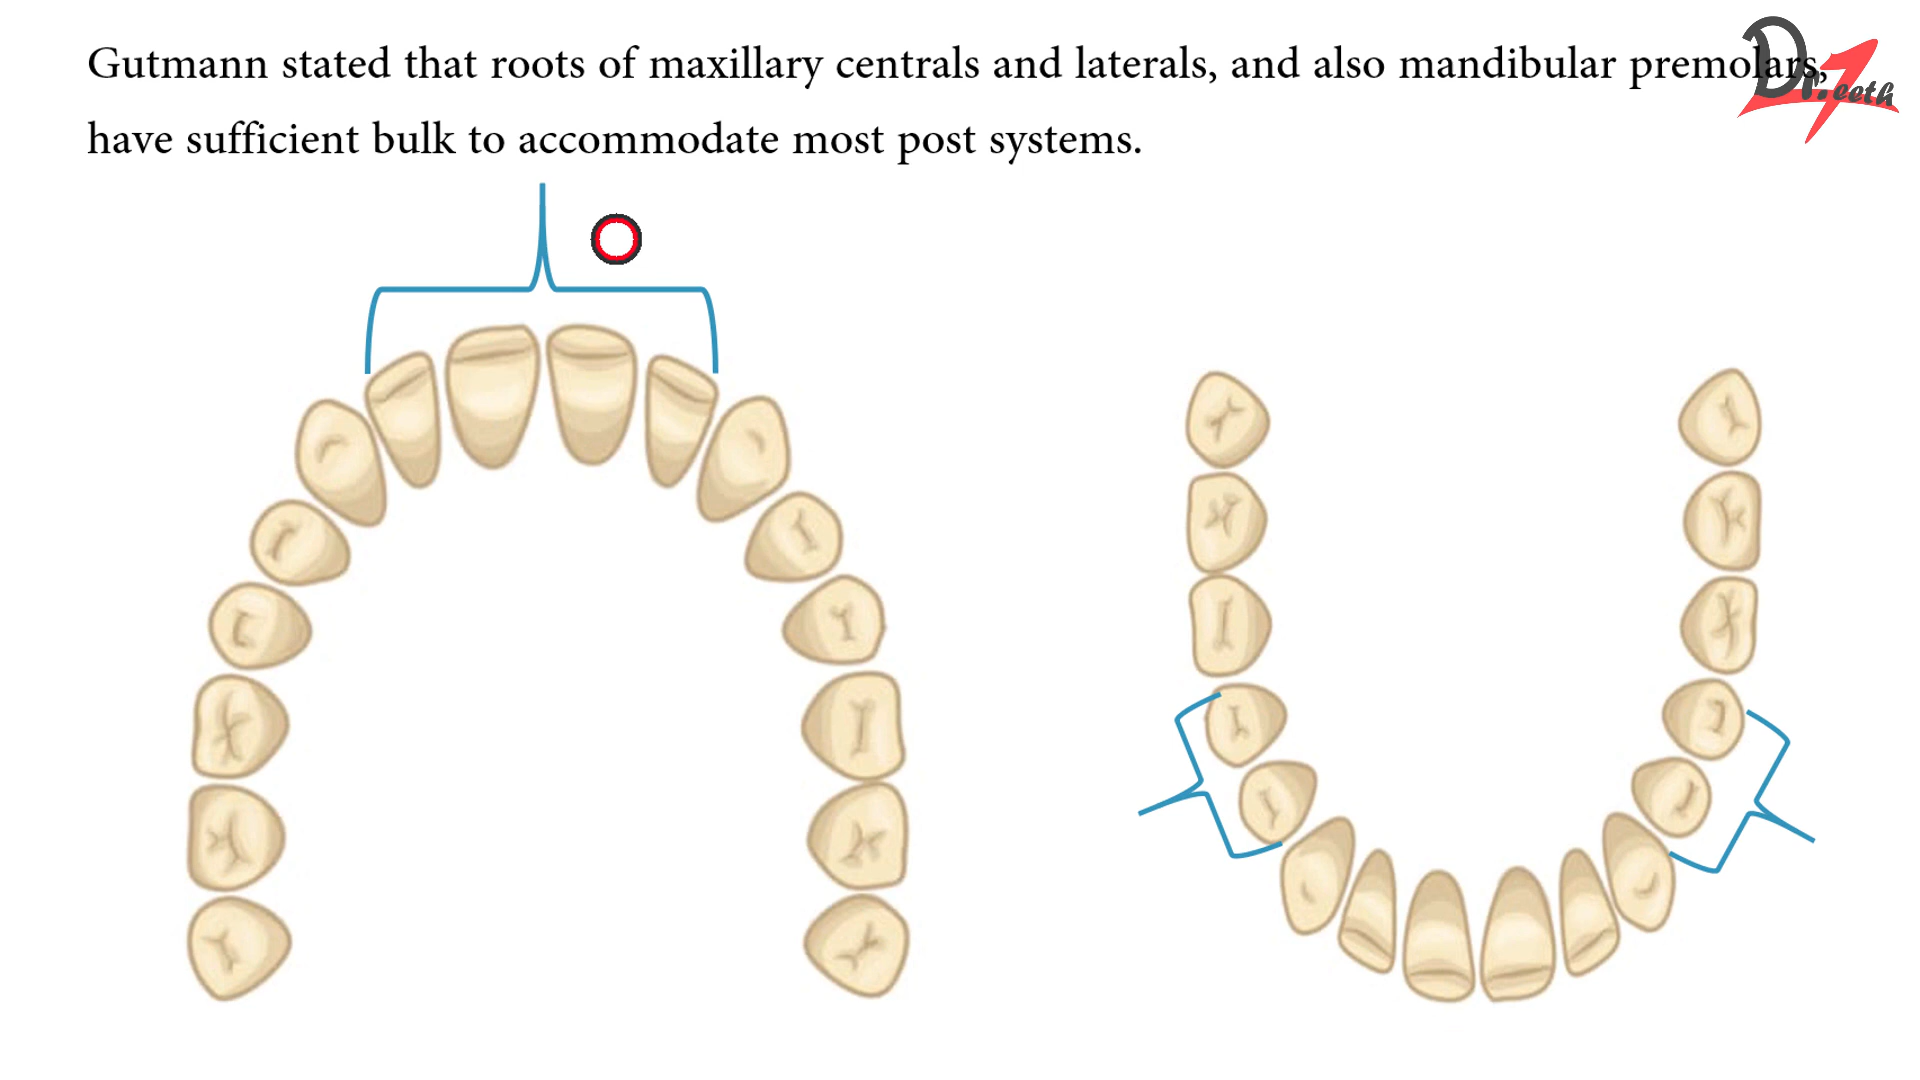 Gutmann stated that roots of maxillary centrals and laterals, and also mandibular premolars,
have sufficient bulk to accommodate most post systems.
Dr.eeth